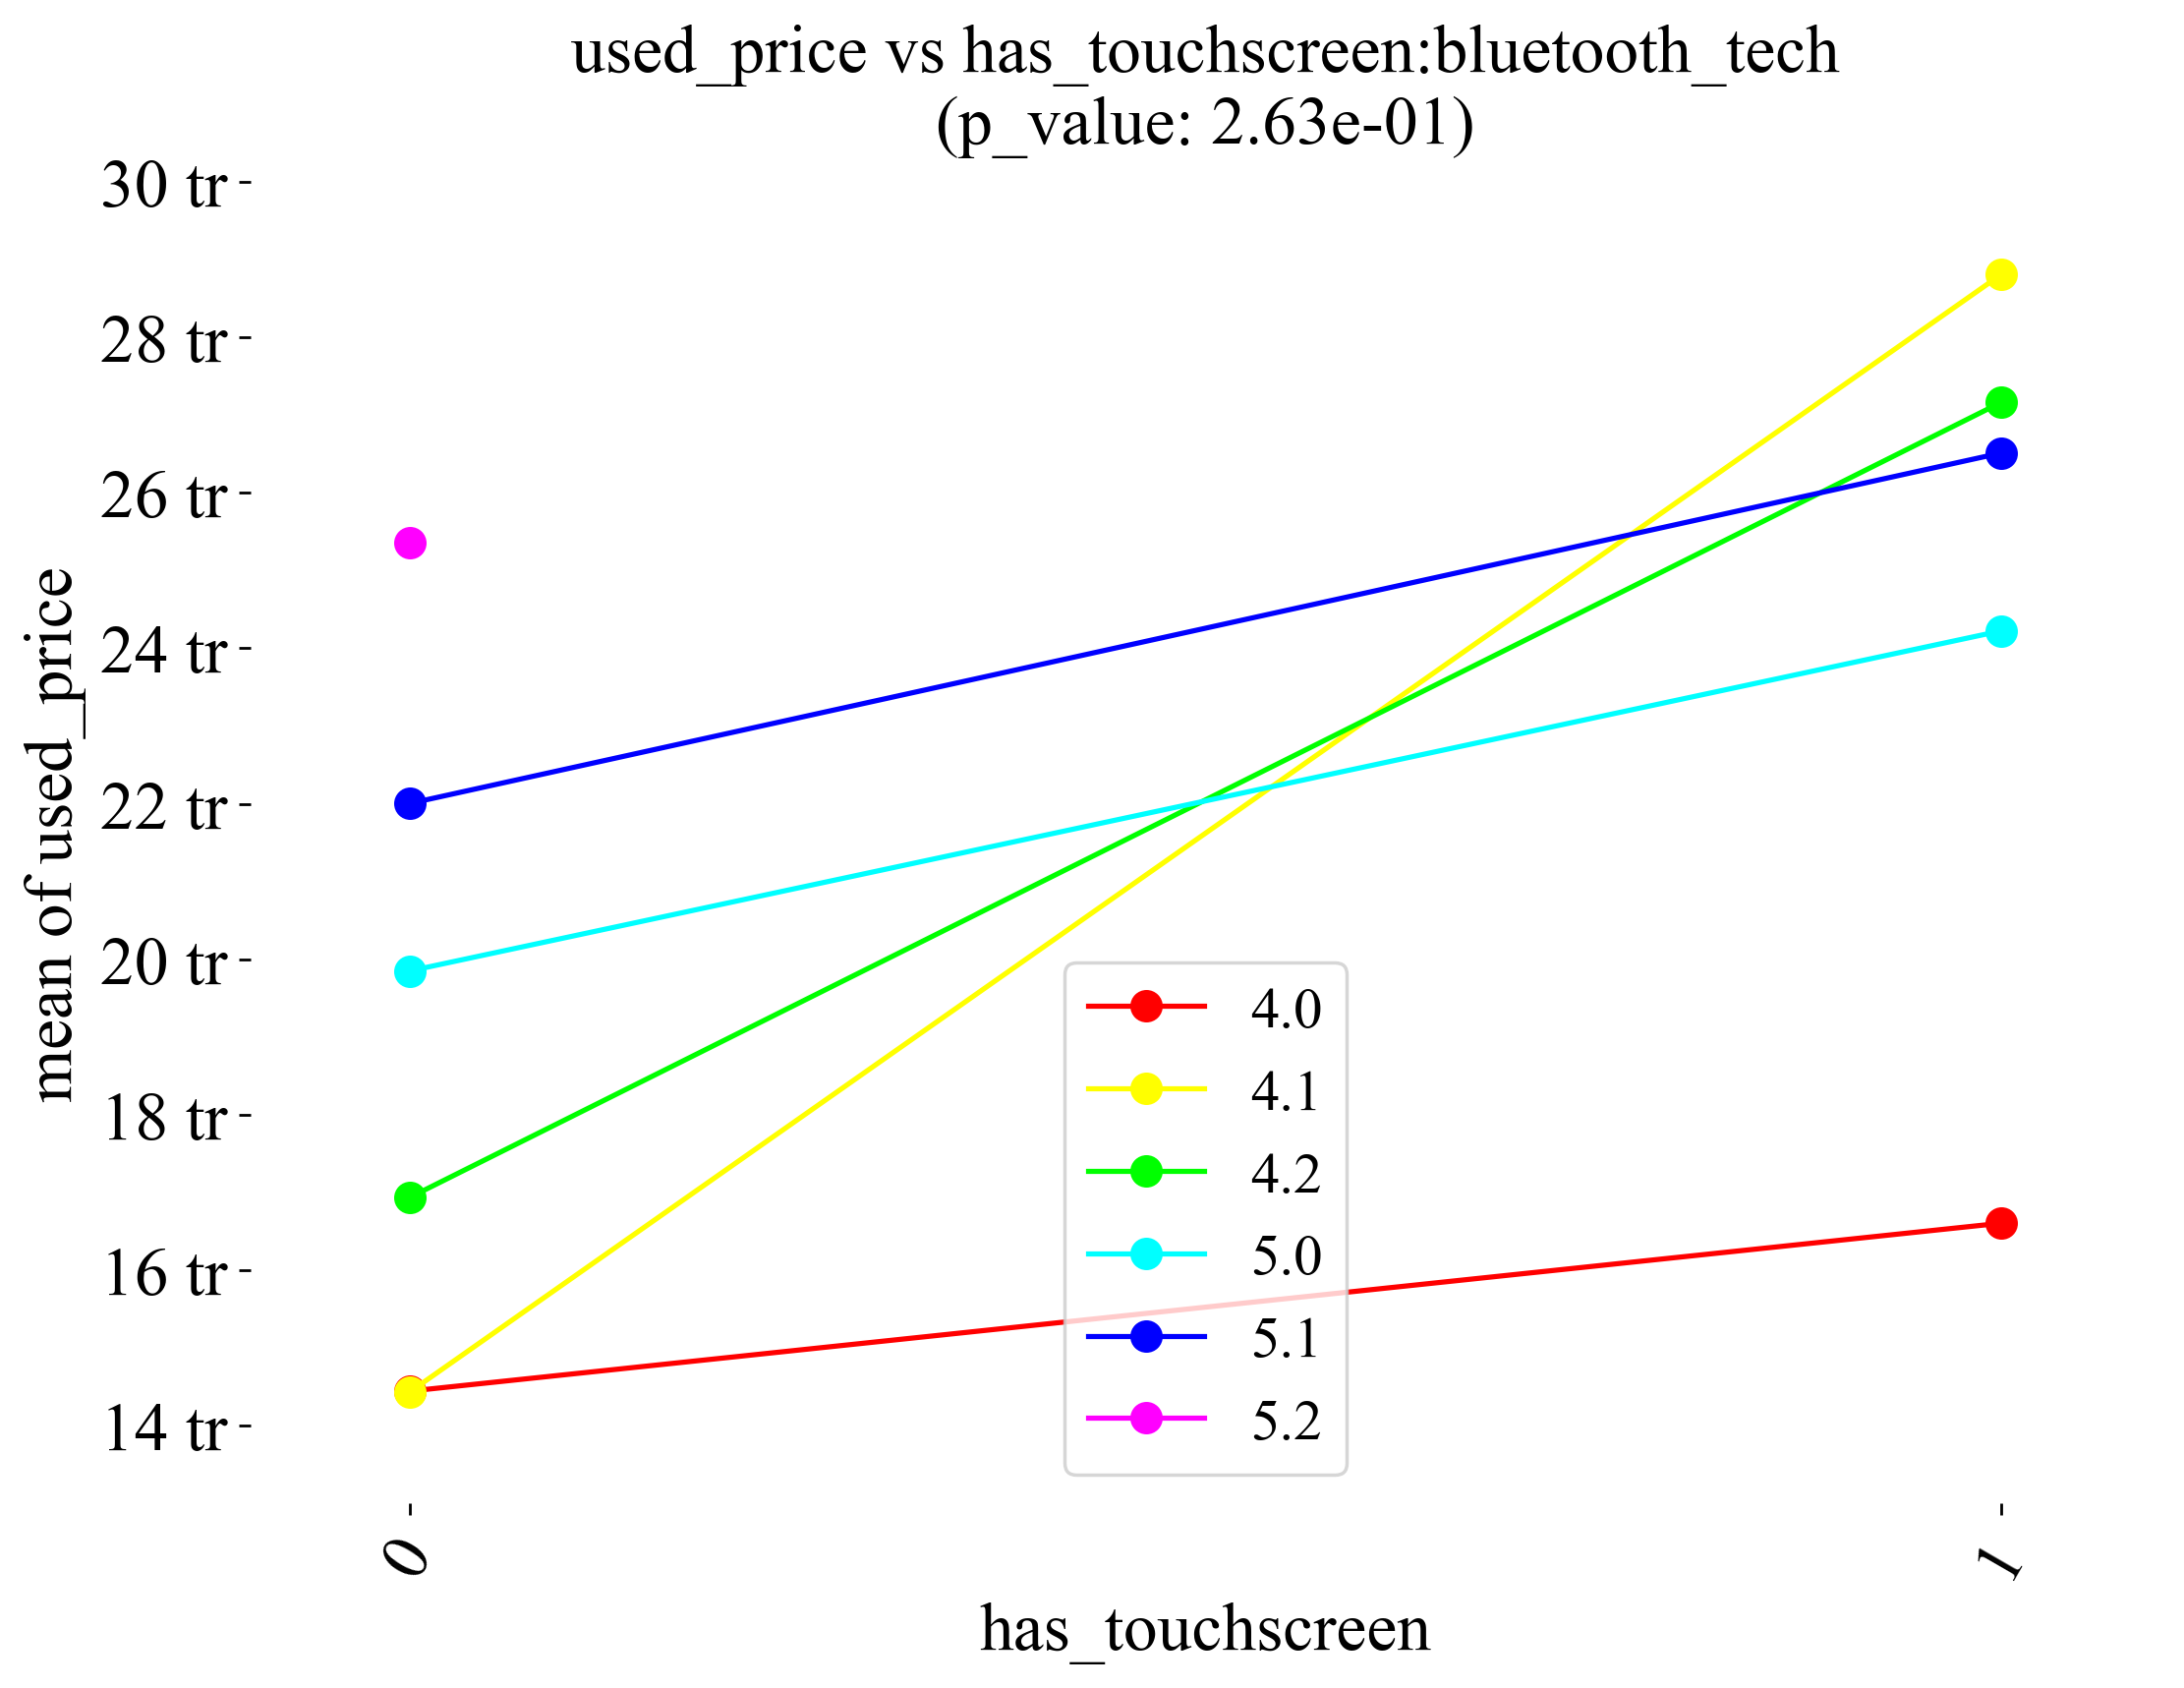 used_price vs has_touchscreen:bluetooth_tech
(p_value: 2.63e-01)
30 tr
28 tr
26 tr
24 tr
22 tr
20 tr
18 tr
16 tr
14 tr
mean of used_price
4.0
4.1
4.2
5.0
5.1
5.2
0
1
has_touchscreen